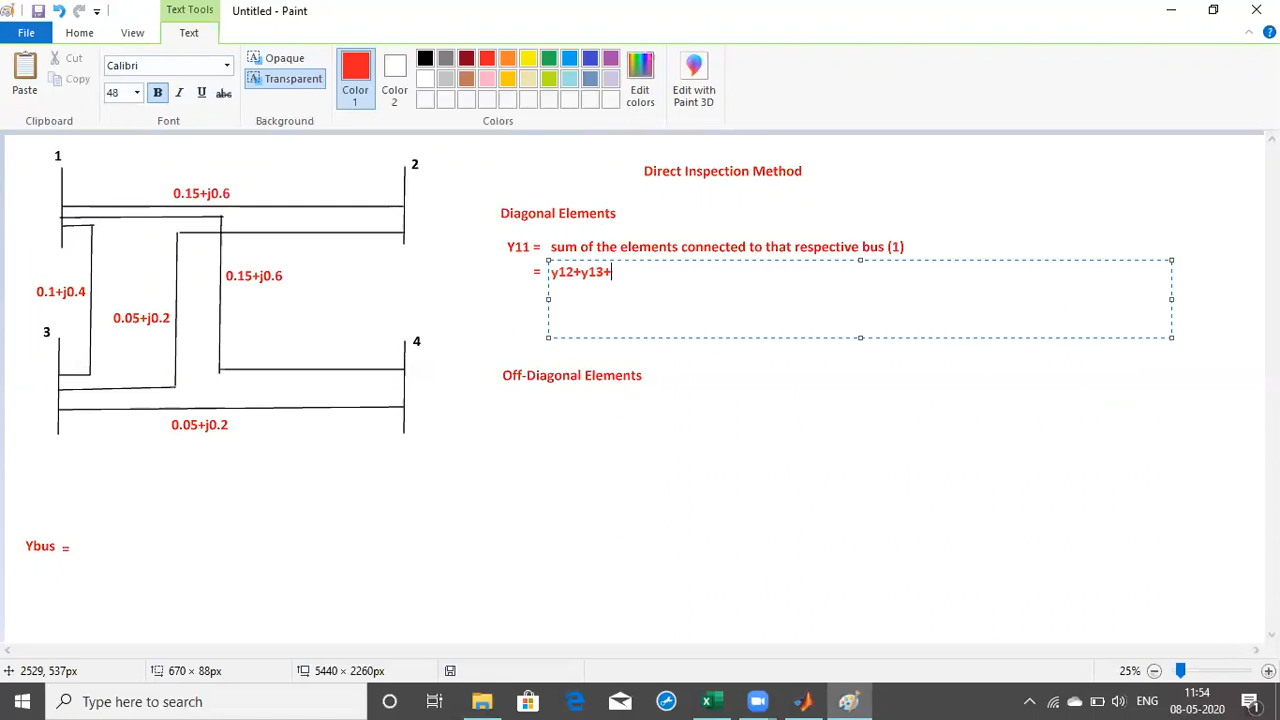 Text Tools
Untitled - Paint
File
Home
View
Text
Paste
Cut
Copy
Clipboard
Calibri
48
B
I
U
abc
Font
Opaque
Transparent
Background
Color 1
Color 2
Edit colors
Edit with Paint 3D
Colors
1
2
0.15+j0.6
0.15+j0.6
0.1+j0.4
0.05+j0.2
3
4
0.05+j0.2
Direct Inspection Method
Diagonal Elements
Y11 = sum of the elements connected to that respective bus (1)
= y12+y13+
Off-Diagonal Elements
Ybus =
2529, 537px
670 × 88px
5440 × 2260px
25%
Type here to search
ENG
11:54
08-05-2020
1